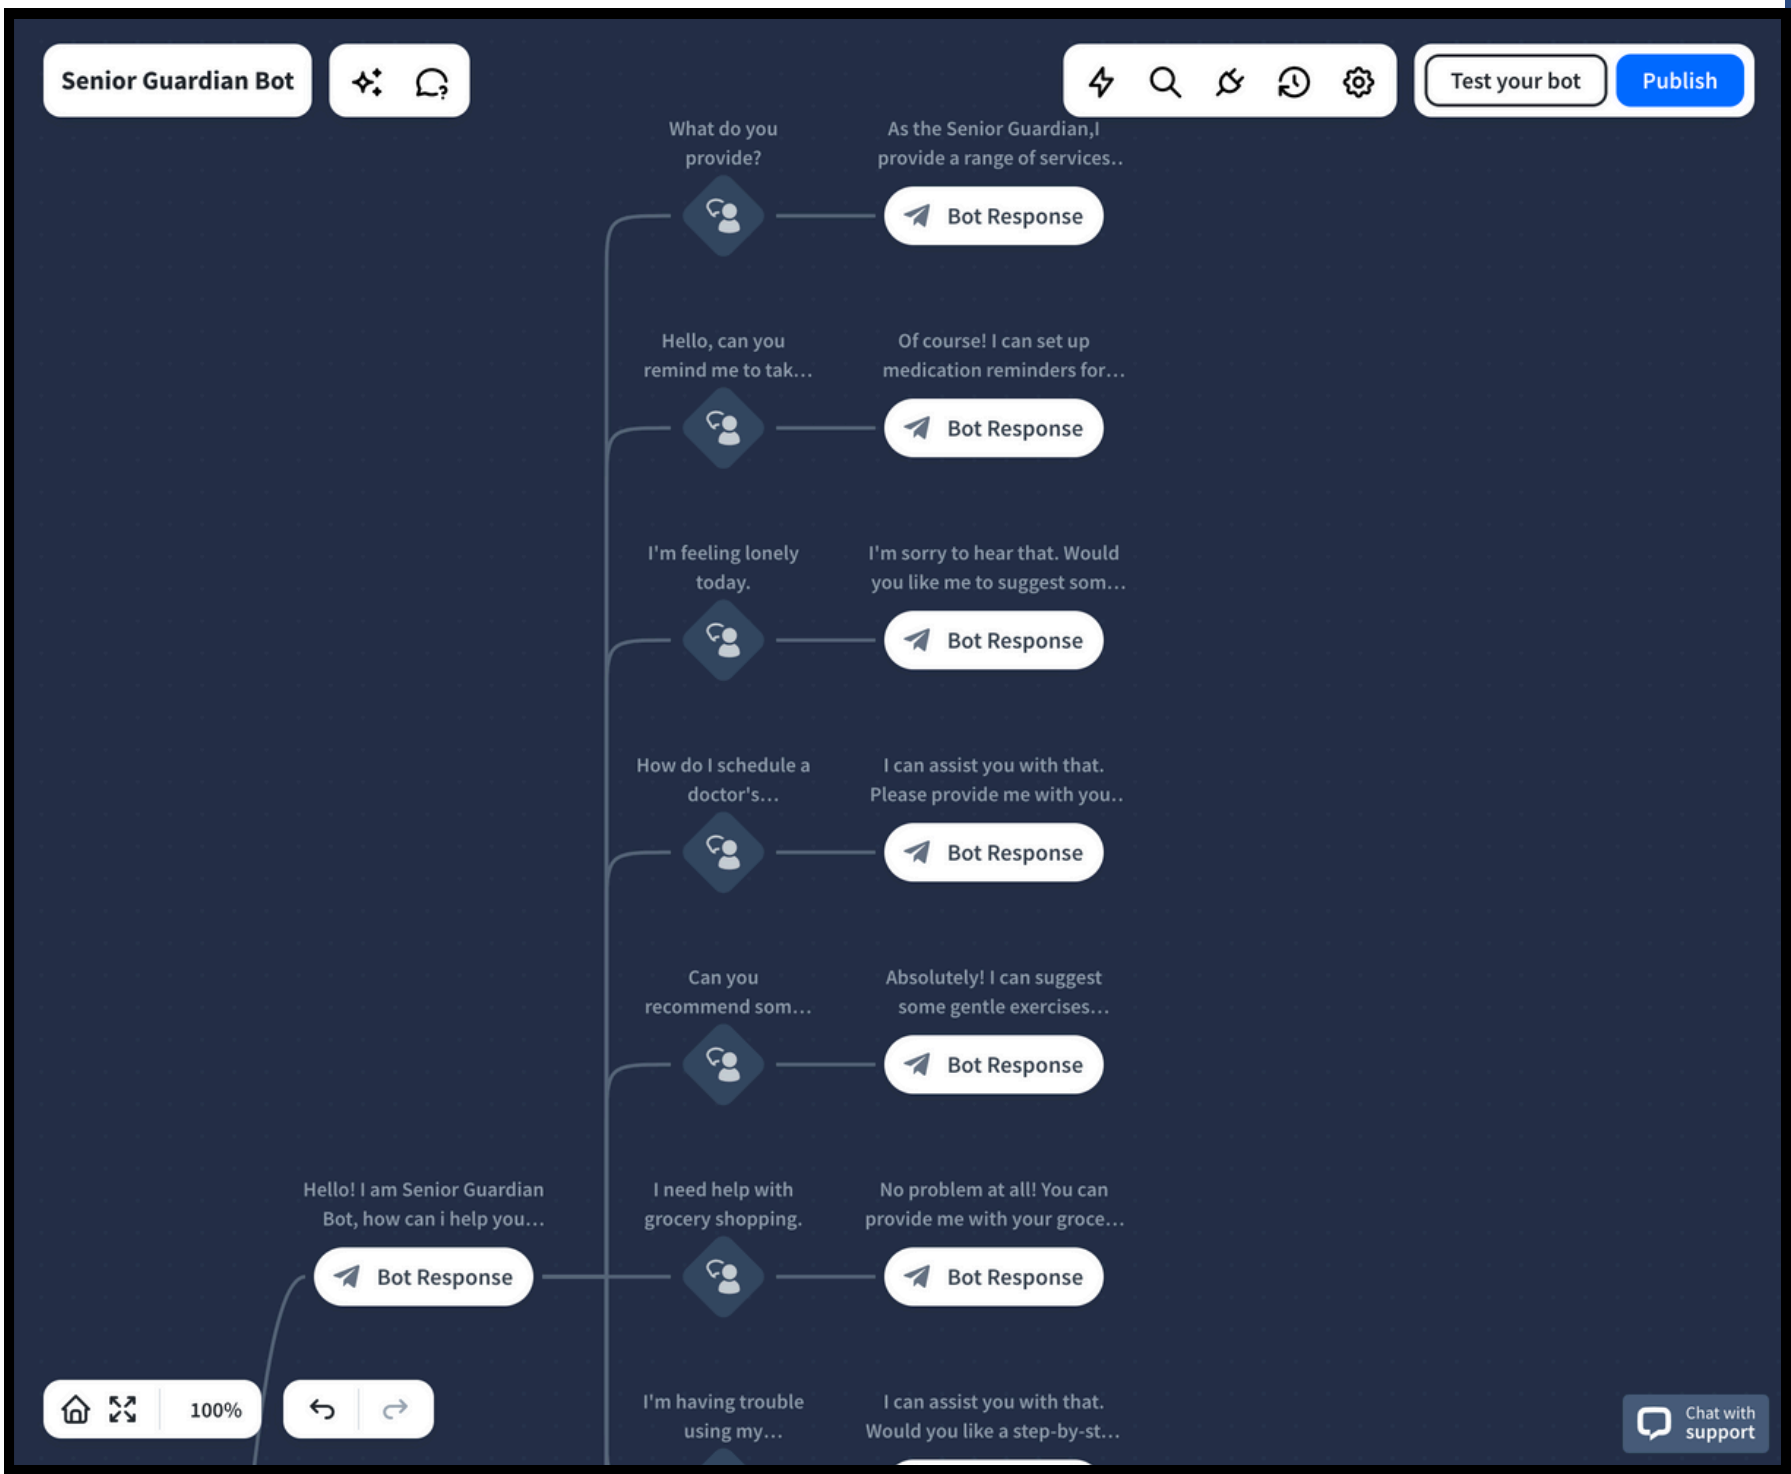 Senior Guardian Bot
Test your bot
Publish
What do you
provide?
As the Senior Guardian,I
provide a range of services..
Bot Response
Hello, can you
remind me to tak...
Of course! I can set up
medication reminders for...
Bot Response
I'm feeling lonely
today.
I'm sorry to hear that. Would
you like me to suggest som...
Bot Response
How do I schedule a
doctor's...
I can assist you with that.
Please provide me with you..
Bot Response
Can you
recommend som...
Absolutely! I can suggest
some gentle exercises...
Bot Response
Hello! I am Senior Guardian
Bot, how can i help you...
Bot Response
I need help with
grocery shopping.
No problem at all! You can
provide me with your groce...
Bot Response
I'm having trouble
using my...
I can assist you with that.
Would you like a step-by-st...
100%
Chat with
support